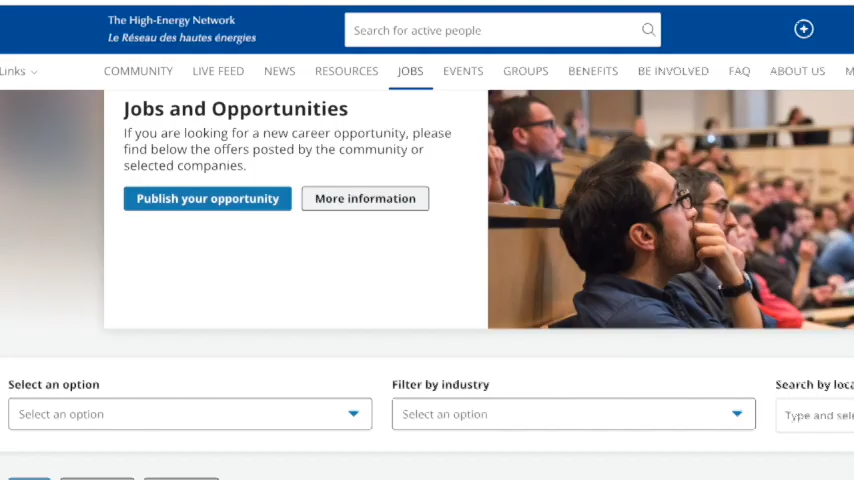 The High-Energy Network
Le Réseau des hautes énergies
Search for active people
Links
COMMUNITY
LIVE FEED
NEWS
RESOURCES
JOBS
EVENTS
GROUPS
BENEFITS
BE INVOLVED
FAQ
ABOUT US
M
Jobs and Opportunities
If you are looking for a new career opportunity, please
find below the offers posted by the community or
selected companies.
Publish your opportunity
More information
Select an option
Filter by industry
Search by loca
Select an option
Select an option
Type and sele